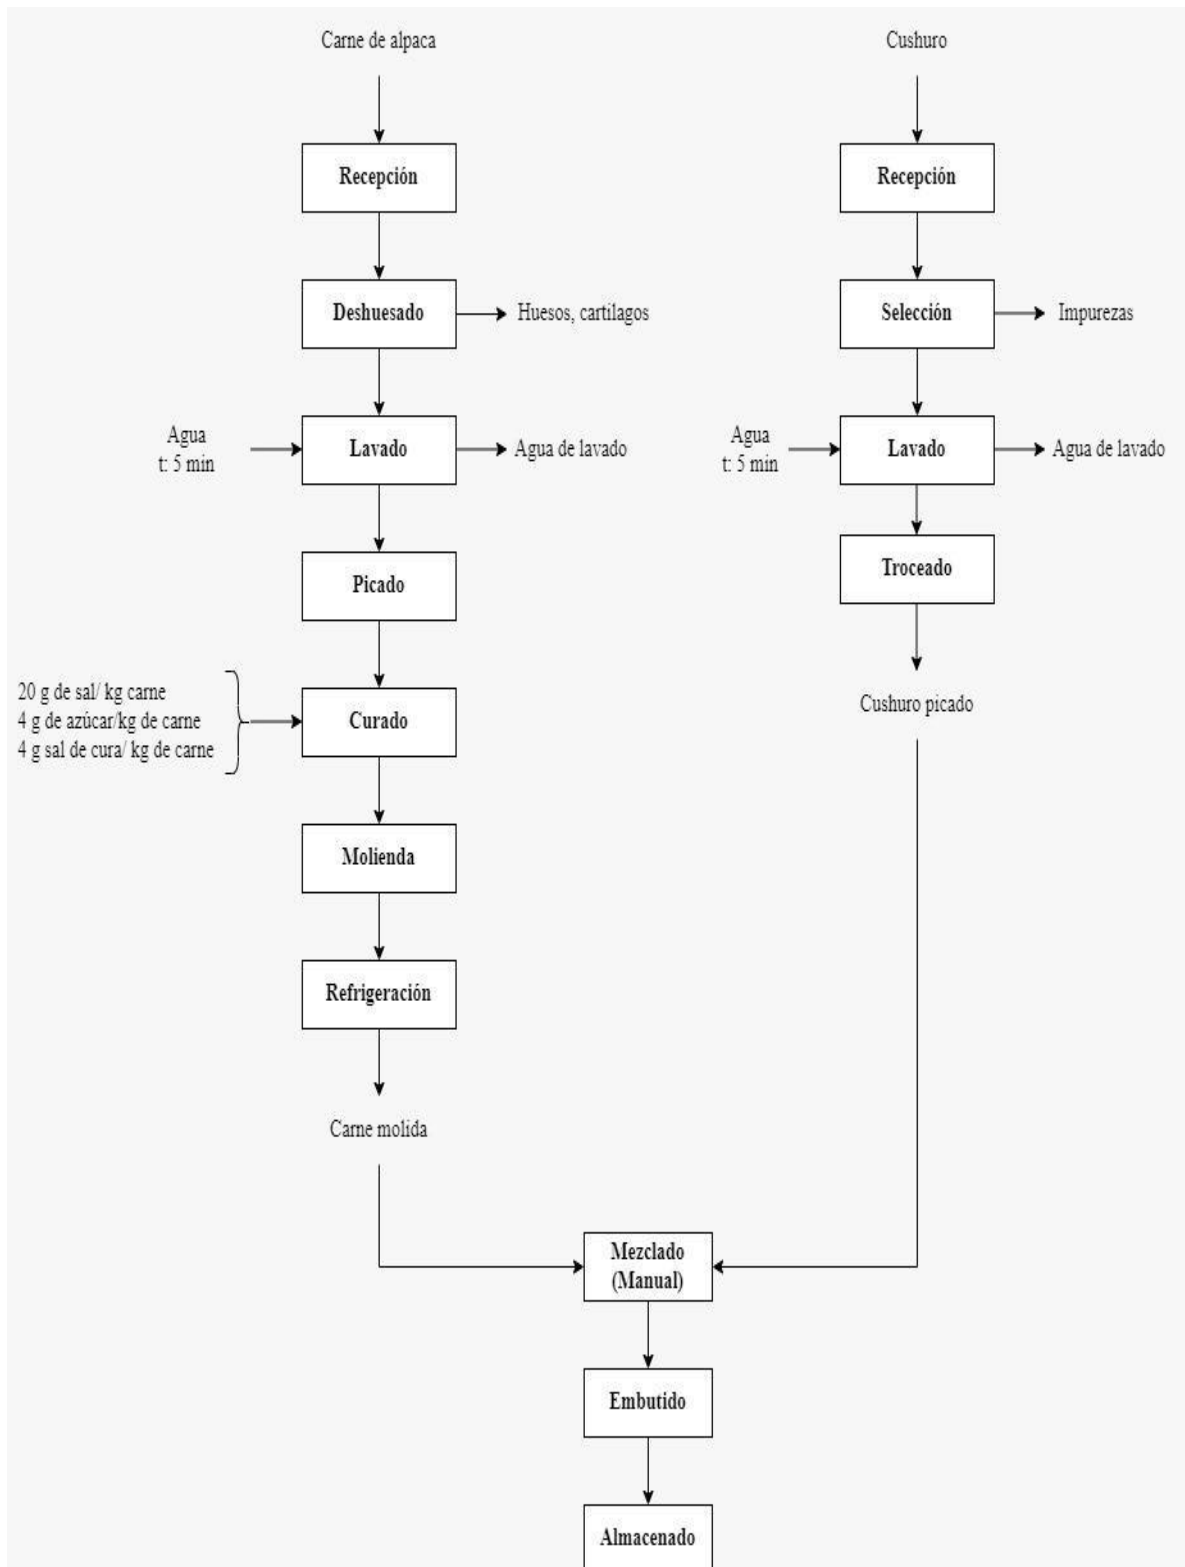 Carne de alpaca
Cushuro
Recepción
Recepción
Deshuesado
Huesos, cartilagos
Selección
Impurezas
Agua
t: 5 min
Lavado
Agua de lavado
Agua
t: 5 min
Lavado
Agua de lavado
Picado
Troceado
20 g de sal/ kg carne
4 g de azúcar/kg de carne
4 g sal de cura/ kg de carne
Curado
Cushuro picado
Molienda
Refrigeración
Carne molida
Mezclado
(Manual)
Embutido
Almacenado